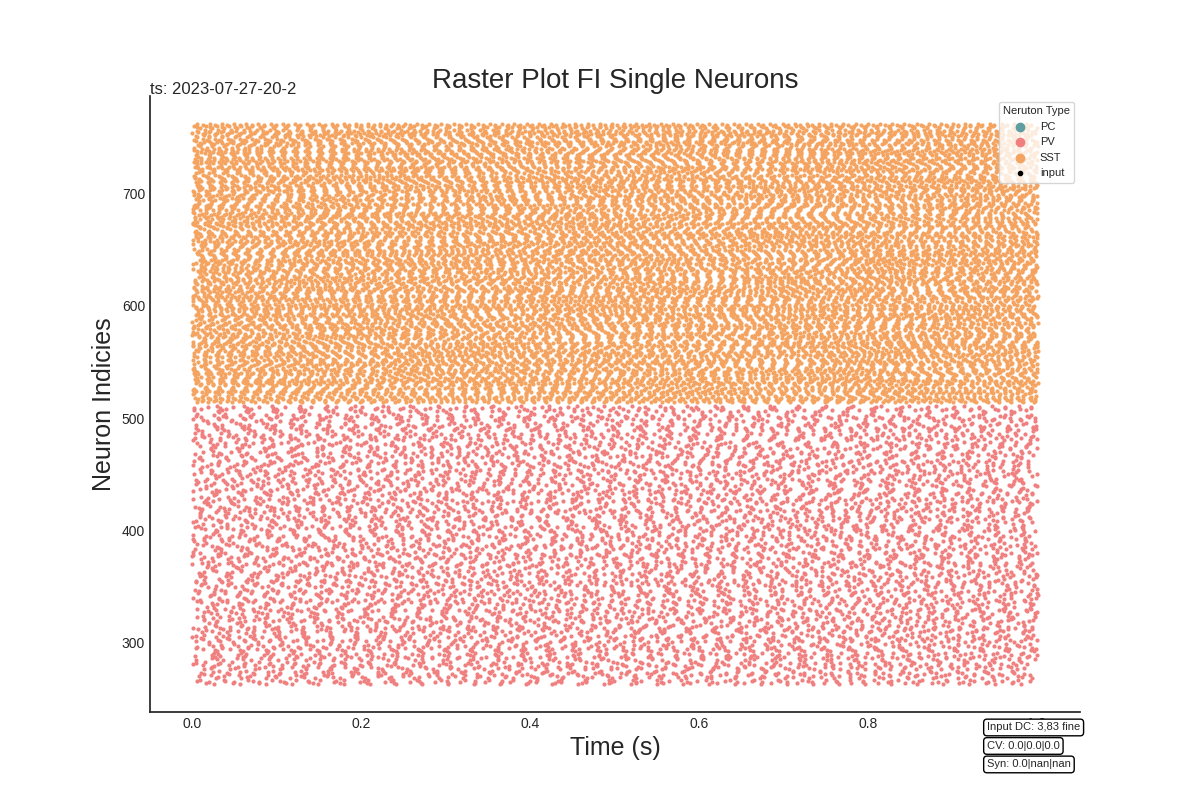 Raster Plot FI Single Neurons
ts: 2023-07-27-20-2
Neruton Type
PC
PV
SST
input
Neuron Indicies
700
600
500
400
300
0.0 0.2 0.4 0.6 0.8
Time (s)
Input DC: 3,83 fine
CV: 0.0|0.0|0.0
Syn: 0.0|nan|nan